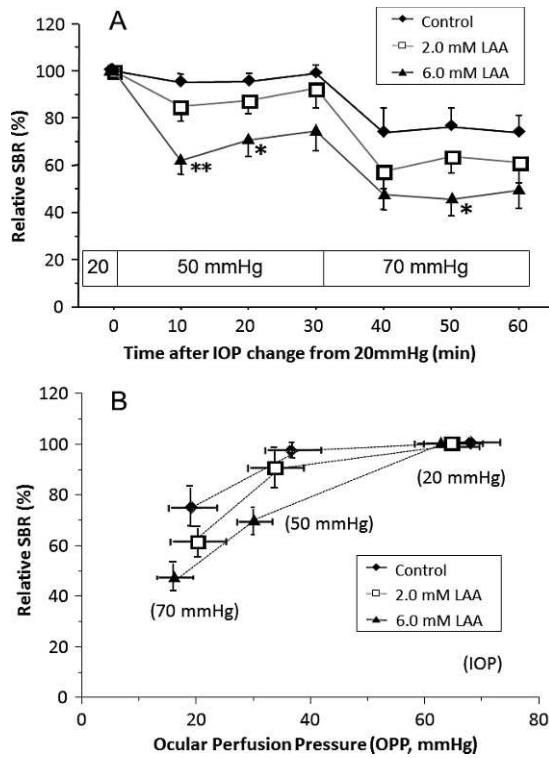 A
Control
2.0 mM LAA
6.0 mM LAA
Relative SBR (%)
120
100
80
60
40
20
0
**
*
*
20
50 mmHg
70 mmHg
0 10 20 30 40 50 60
Time after IOP change from 20mmHg (min)
B
Relative SBR (%)
120
100
80
60
40
20
0
(20 mmHg)
(50 mmHg)
(70 mmHg)
Control
2.0 mM LAA
6.0 mM LAA
(IOP)
0 20 40 60 80
Ocular Perfusion Pressure (OPP, mmHg)